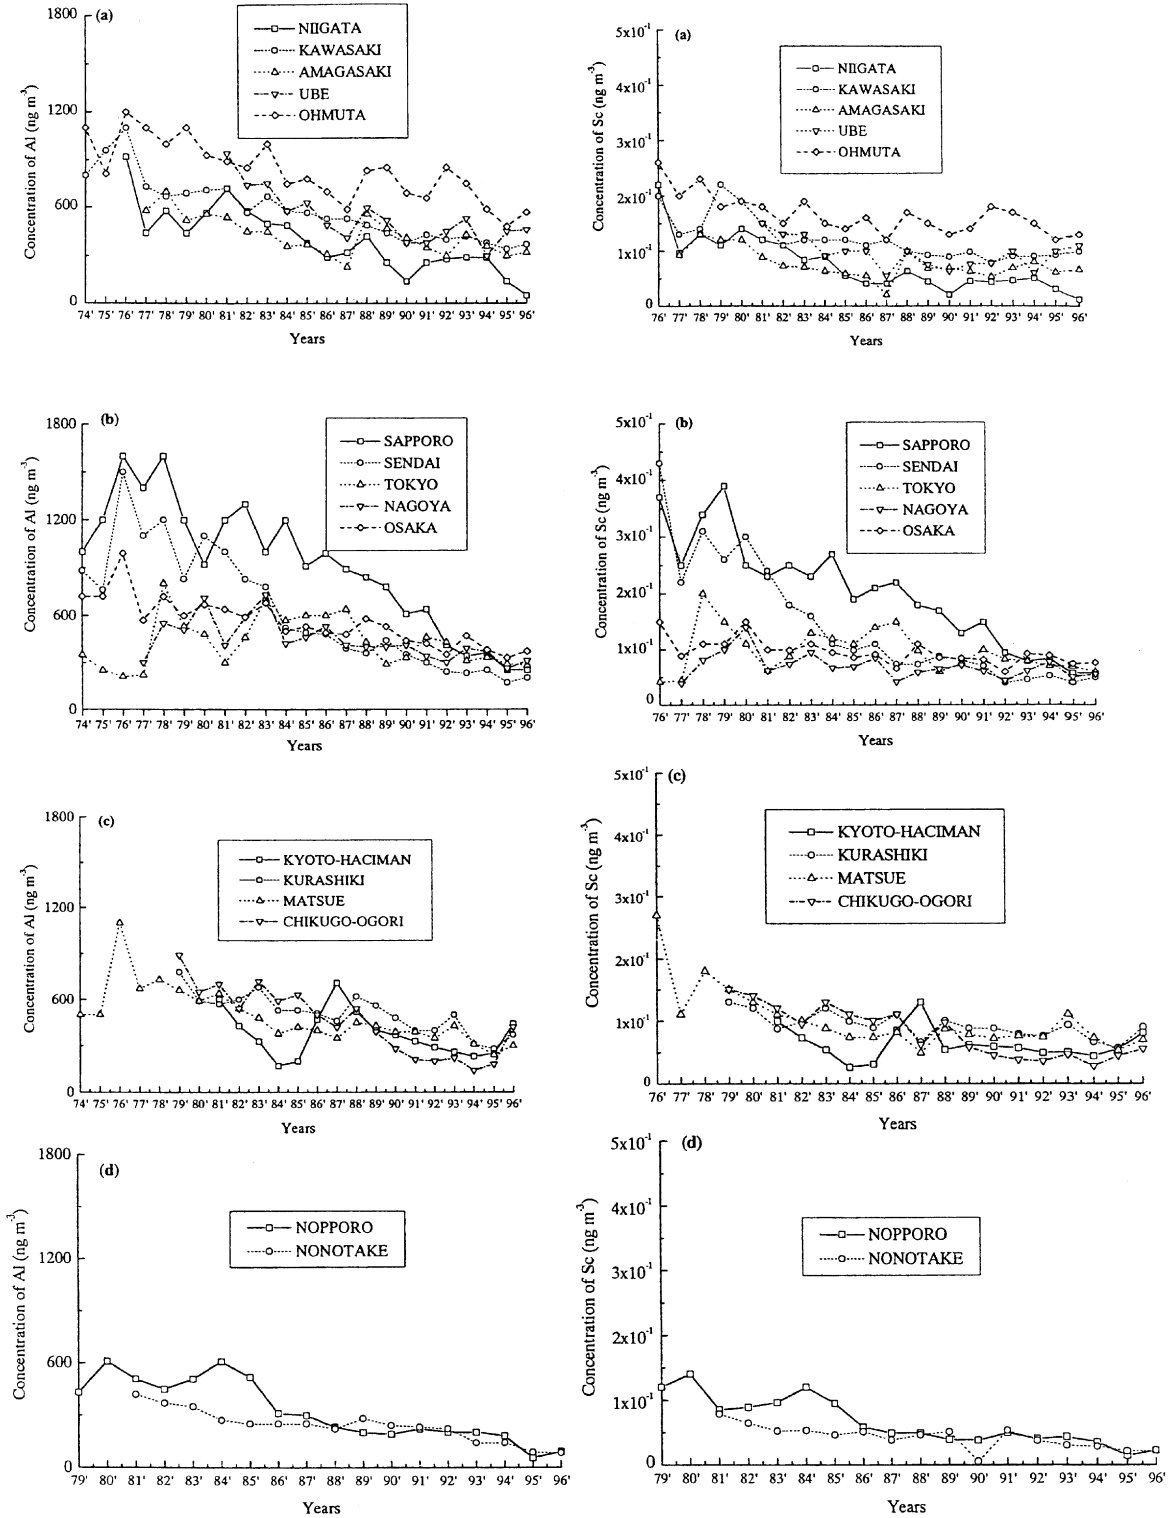 (a)
NIIGATA
KAWASAKI
AMAGASAKI
UBE
OHMUTA
Concentration of Al (ng m⁻³)
1800
1200
600
0
74' 75' 76' 77' 78' 79' 80' 81' 82' 83' 84' 85' 86' 87' 88' 89' 90' 91' 92' 93' 94' 95' 96'
Years
(a)
NIIGATA
KAWASAKI
AMAGASAKI
UBE
OHMUTA
Concentration of Sc (ng m⁻³)
5x10⁻¹
4x10⁻¹
3x10⁻¹
2x10⁻¹
1x10⁻¹
0
76' 77' 78' 79' 80' 81' 82' 83' 84' 85' 86' 87' 88' 89' 90' 91' 92' 93' 94' 95' 96'
Years
(b)
SAPPORO
SENDAI
TOKYO
NAGOYA
OSAKA
Concentration of Al (ng m⁻³)
1800
1200
600
0
74' 75' 76' 77' 78' 79' 80' 81' 82' 83' 84' 85' 86' 87' 88' 89' 90' 91' 92' 93' 94' 95' 96'
Years
(b)
SAPPORO
SENDAI
TOKYO
NAGOYA
OSAKA
Concentration of Sc (ng m⁻³)
5x10⁻¹
4x10⁻¹
3x10⁻¹
2x10⁻¹
1x10⁻¹
0
76' 77' 78' 79' 80' 81' 82' 83' 84' 85' 86' 87' 88' 89' 90' 91' 92' 93' 94' 95' 96'
Years
(c)
KYOTO-HACIMAN
KURASHIKI
MATSUE
CHIKUGO-OGORI
Concentration of Al (ng m⁻³)
1800
1200
600
0
74' 75' 76' 77' 78' 79' 80' 81' 82' 83' 84' 85' 86' 87' 88' 89' 90' 91' 92' 93' 94' 95' 96'
Years
(c)
KYOTO-HACIMAN
KURASHIKI
MATSUE
CHIKUGO-OGORI
Concentration of Sc (ng m⁻³)
5x10⁻¹
4x10⁻¹
3x10⁻¹
2x10⁻¹
1x10⁻¹
0
76' 77' 78' 79' 80' 81' 82' 83' 84' 85' 86' 87' 88' 89' 90' 91' 92' 93' 94' 95' 96'
Years
(d)
NOPPORO
NONOTAKE
Concentration of Al (ng m⁻³)
1800
1200
600
0
79' 80' 81' 82' 83' 84' 85' 86' 87' 88' 89' 90' 91' 92' 93' 94' 95' 96'
Years
(d)
NOPPORO
NONOTAKE
Concentration of Sc (ng m⁻³)
5x10⁻¹
4x10⁻¹
3x10⁻¹
2x10⁻¹
1x10⁻¹
0
79' 80' 81' 82' 83' 84' 85' 86' 87' 88' 89' 90' 91' 92' 93' 94' 95' 96'
Years